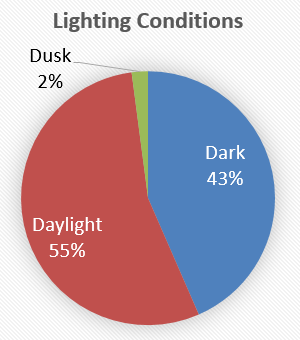 Lighting Conditions
Dusk
2%
Dark
43%
Daylight
55%